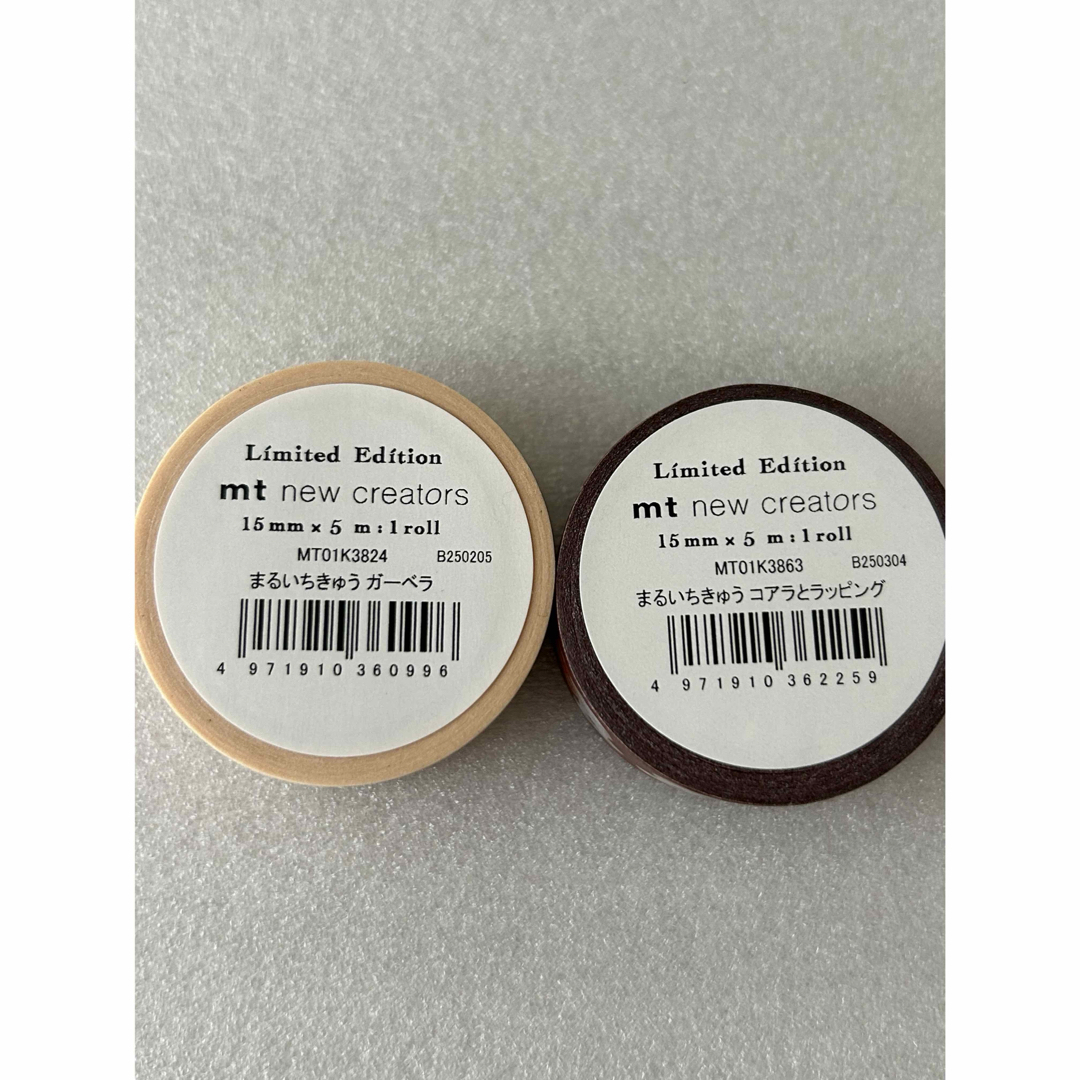 Limited Edition
mt new creators
15mm × 5 m : 1 roll
MT01K3824 B250205
まるいちきゅう ガーベラ
4 971910 360996
Limited Edition
mt new creators
15mm × 5 m : 1 roll
MT01K3863 B250304
まるいちきゅう コアラとラッピング
4 971910 362259